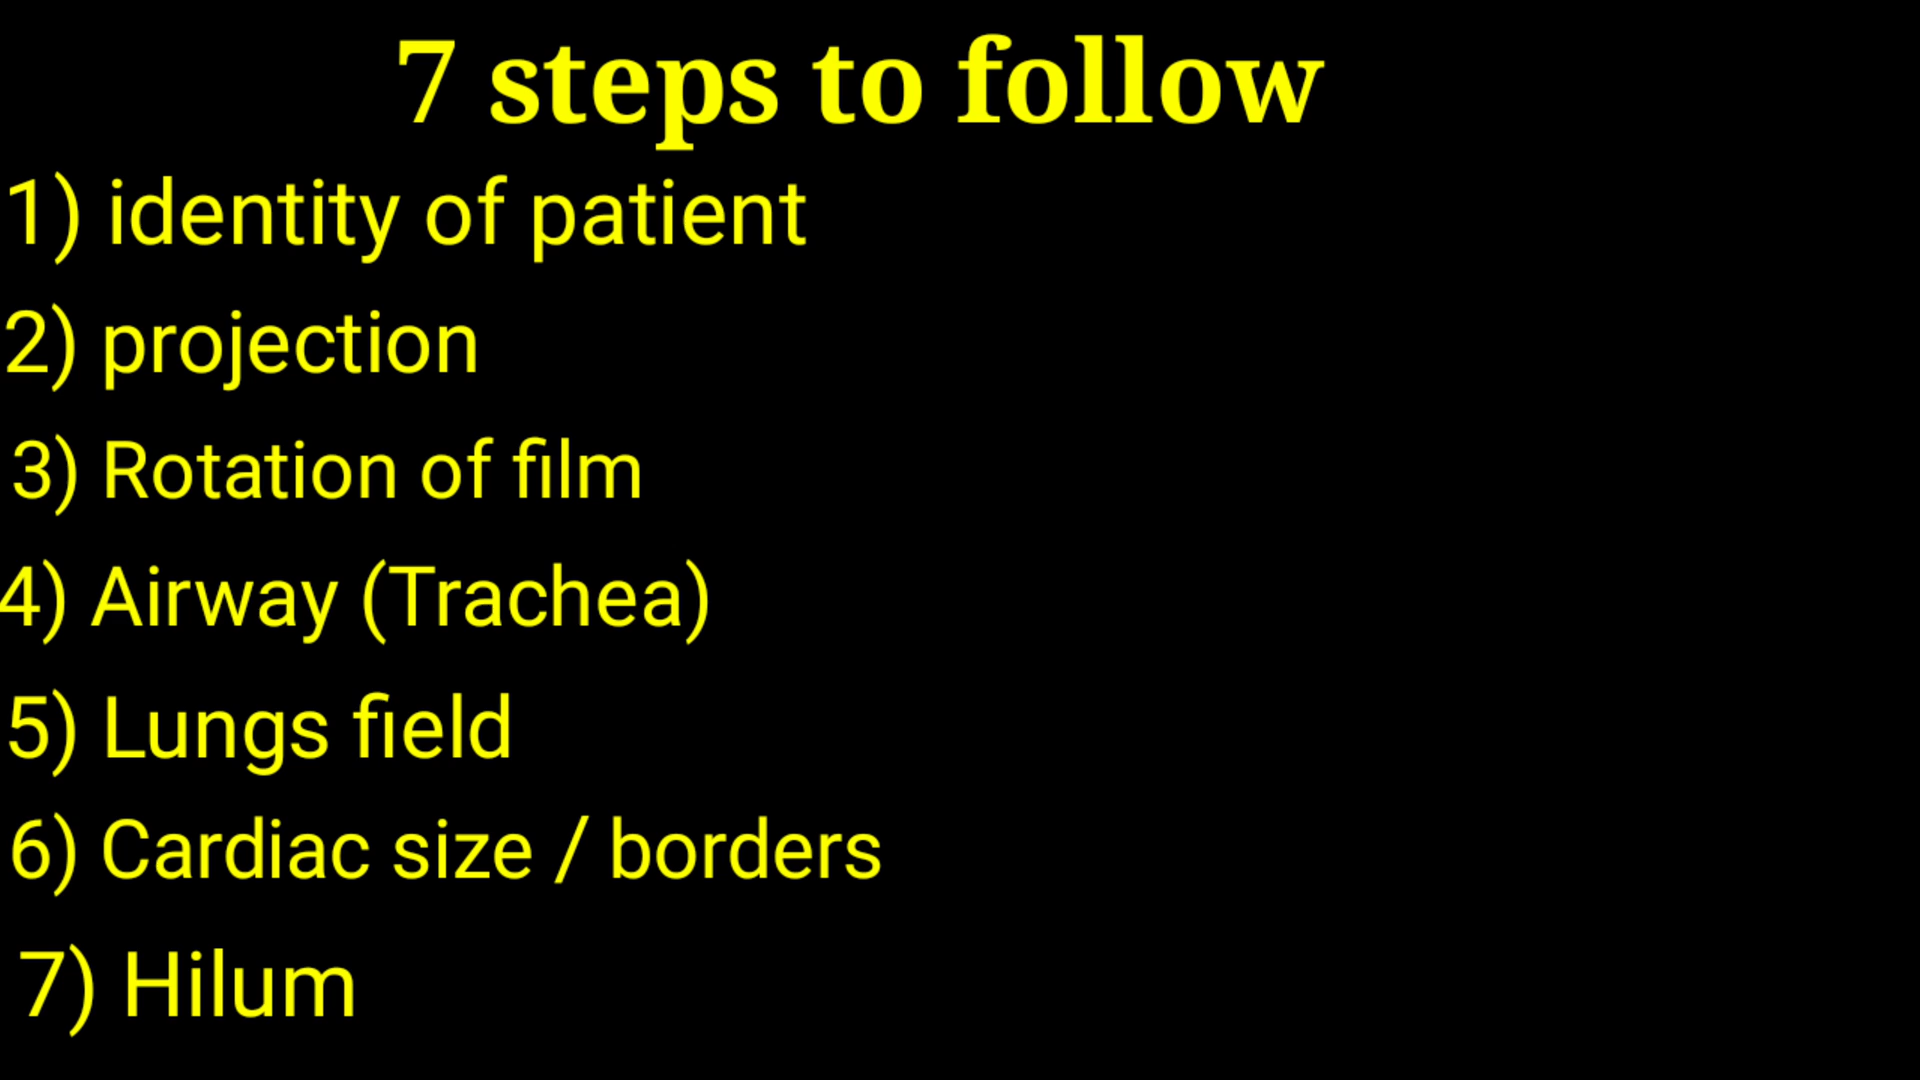 7 steps to follow
1) identity of patient
2) projection
3) Rotation of film
4) Airway (Trachea)
5) Lungs field
6) Cardiac size / borders
7) Hilum